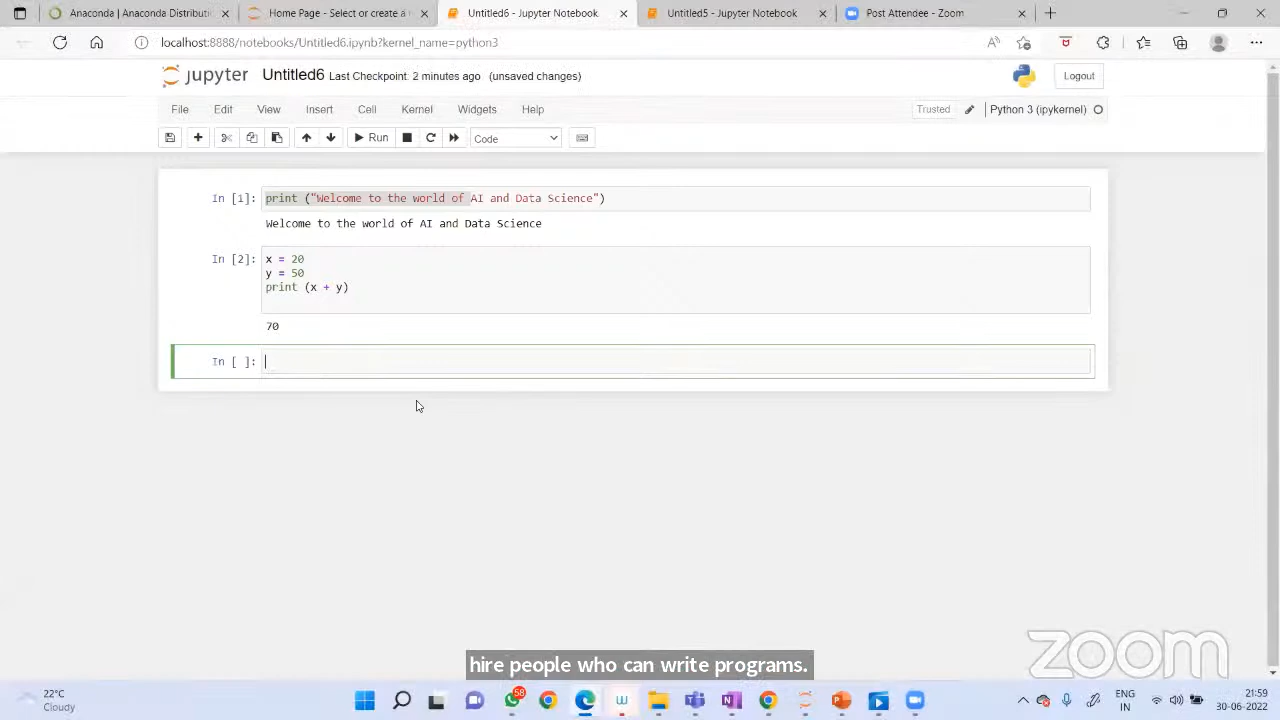 Anaconda | Anaconda Distribut
Home Page - Select or create a
Untitled6 - Jupyter Notebook
Untitled5 - Jupyter Notebook
Post Attendee - Zoom
localhost:8888/notebooks/Untitled6.ipynb?kernel_name=python3
jupyter Untitled6 Last Checkpoint: 2 minutes ago (unsaved changes)
Logout
File Edit View Insert Cell Kernel Widgets Help
Trusted
Python 3 (ipykernel)
Run
Code
In [1]: print ("Welcome to the world of AI and Data Science")
Welcome to the world of AI and Data Science
In [2]: x = 20
y = 50
print (x + y)
70
In [ ]:
hire people who can write programs.
zoom
22°C
Cloudy
58
ENG
IN
21:59
30-06-2022